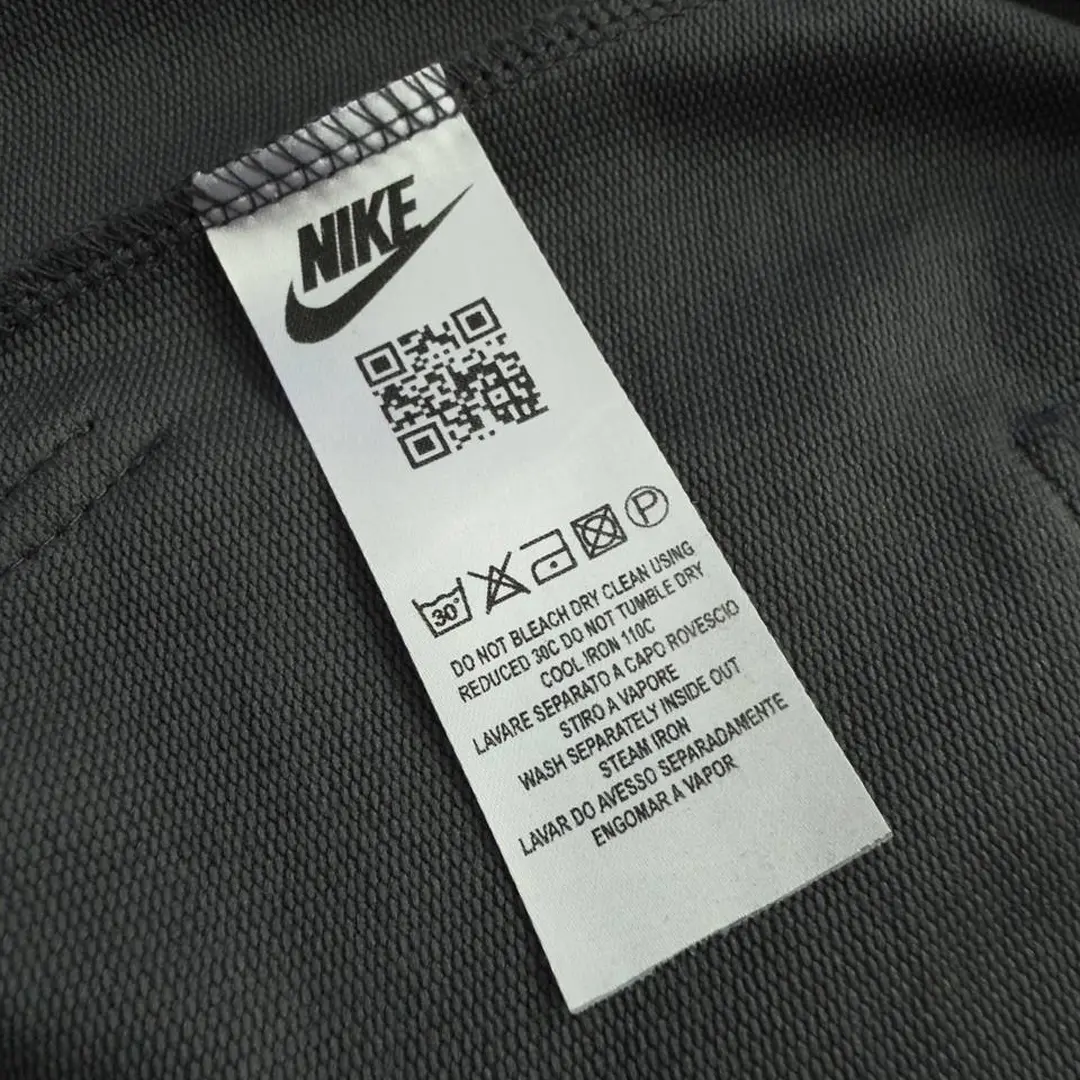 NIKE
30°
P
DO NOT BLEACH DRY CLEAN USING
REDUCED 30C DO NOT TUMBLE DRY
COOL IRON 110C
LAVARE SEPARATO A CAPO ROVESCIO
STIRO A VAPORE
WASH SEPARATELY INSIDE OUT
STEAM IRON
LAVAR DO AVESSO SEPARADAMENTE
ENGOMAR A VAPOR